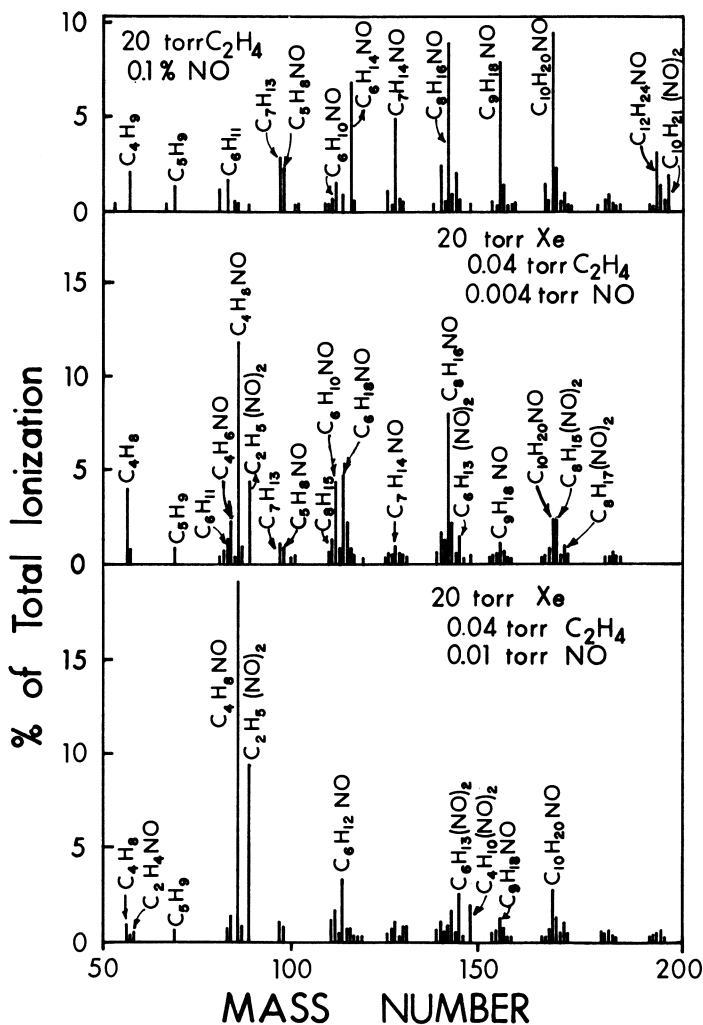 % of Total Ionization
10
5
0
20 torr C₂H₄
0.1% NO
C₄H₉
C₅H₉
C₆H₁₁
C₇H₁₃
C₅H₈NO
C₆H₁₀NO
C₆H₁₄NO
C₇H₁₄NO
C₈H₁₆NO
C₉H₁₈NO
C₁₀H₂₀NO
C₁₂H₂₄NO
C₁₀H₂₁(NO)₂
15
10
5
0
20 torr Xe
0.04 torr C₂H₄
0.004 torr NO
C₄H₈
C₅H₉
C₆H₁₁
C₄H₆NO
C₄H₈NO
C₂H₅(NO)₂
C₇H₁₃
C₅H₈NO
C₈H₁₅
C₆H₁₀NO
C₆H₁₈NO
C₇H₁₄NO
C₈H₁₆NO
C₆H₁₃(NO)₂
C₉H₁₈NO
C₁₀H₂₀NO
C₈H₁₅(NO)₂
C₈H₁₇(NO)₂
15
10
5
0
20 torr Xe
0.04 torr C₂H₄
0.01 torr NO
C₄H₈
C₂H₄NO
C₅H₉
C₄H₈NO
C₂H₅(NO)₂
C₆H₁₂NO
C₆H₁₃(NO)₂
C₄H₁₀(NO)₂
C₉H₁₈NO
C₁₀H₂₀NO
50 100 150 200
MASS NUMBER